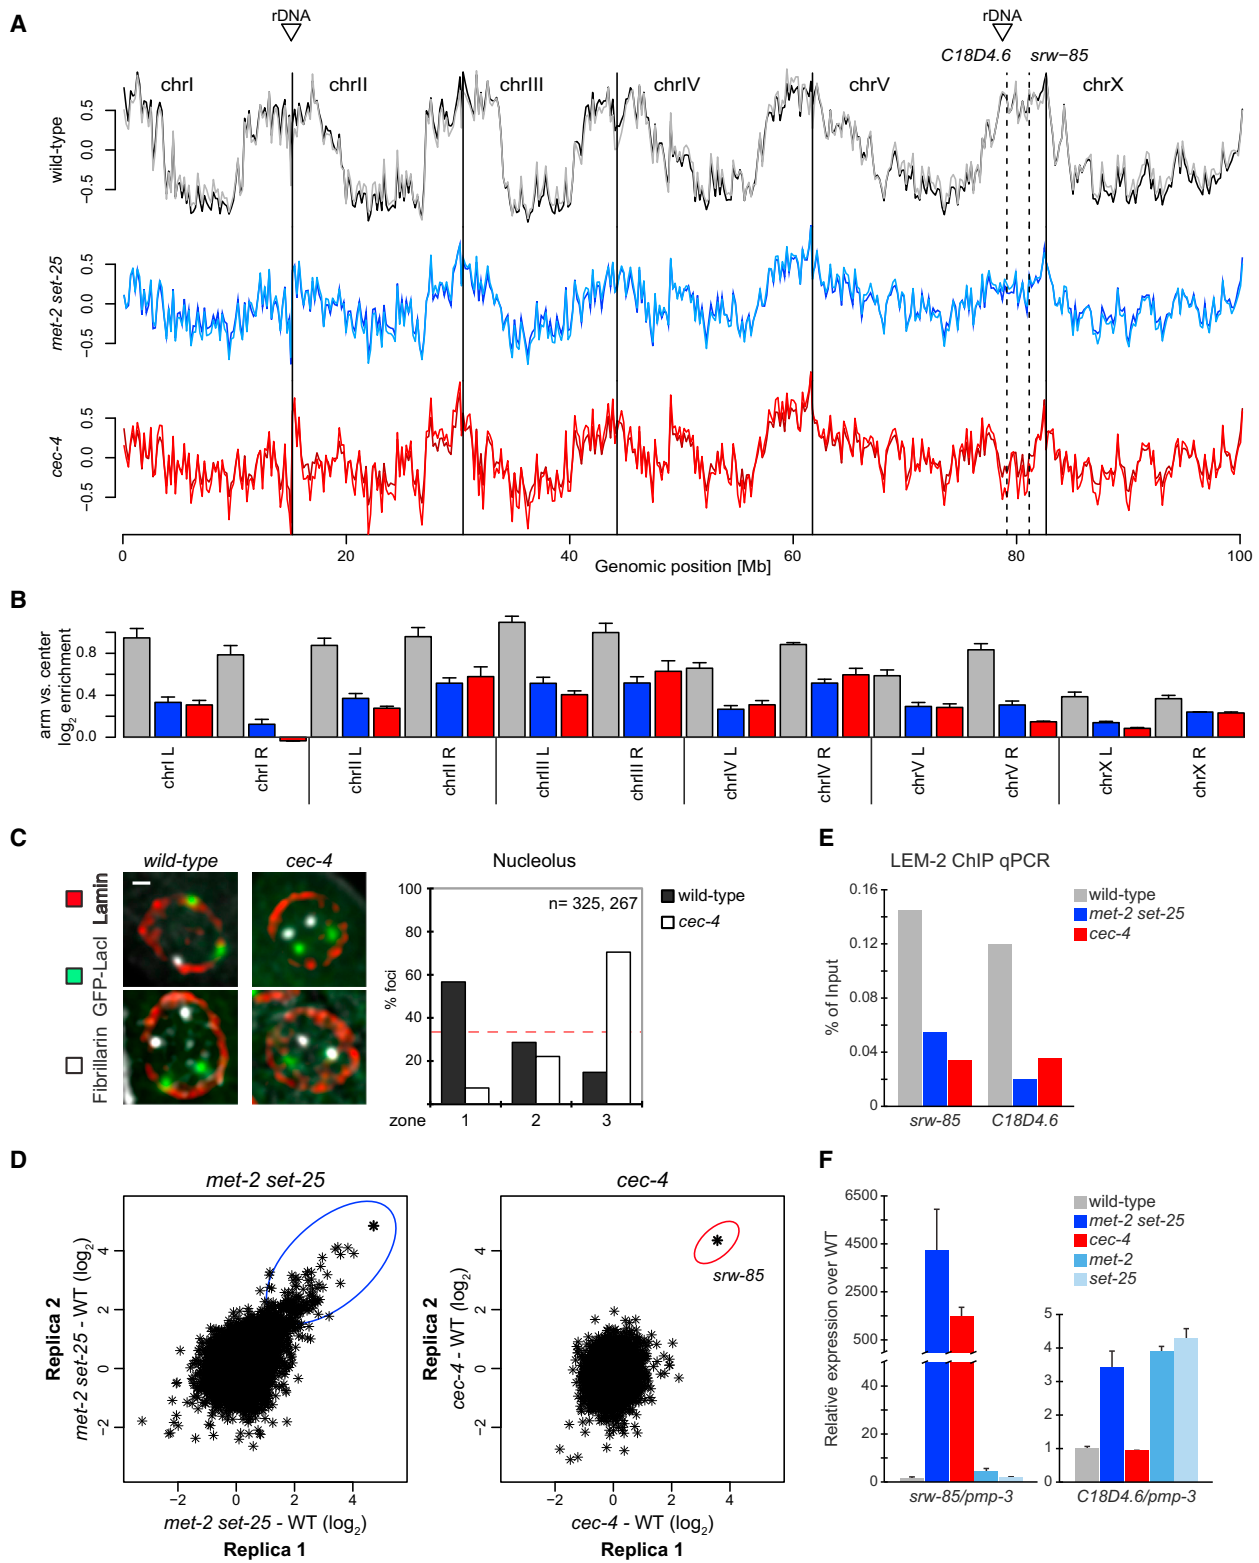 A
rDNA
rDNA
C18D4.6
srw−85
chrI
chrII
chrIII
chrIV
chrV
chrX
wild-type
0.5
0.0
−0.5
met-2 set-25
0.5
0.0
−0.5
cec-4
0.5
0.0
−0.5
0
20
40
60
80
100
Genomic position [Mb]
B
arm vs. center
log2 enrichment
0.8
0.4
0.0
chrI L
chrI R
chrII L
chrII R
chrIII L
chrIII R
chrIV L
chrIV R
chrV L
chrV R
chrX L
chrX R
C
wild-type
cec-4
Fibrillarin GFP-LacI Lamin
Nucleolus
n= 325, 267
% foci
100
80
60
40
20
0
zone
1
2
3
wild-type
cec-4
E
LEM-2 ChIP qPCR
% of Input
0.16
0.12
0.08
0.04
0
srw-85
C18D4.6
wild-type
met-2 set-25
cec-4
D
met-2 set-25
Replica 2
met-2 set-25 - WT (log2)
4
2
0
−2
−2
0
2
4
met-2 set-25 - WT (log2)
Replica 1
cec-4
Replica 2
cec-4 - WT (log2)
4
2
0
−2
srw-85
−2
0
2
4
cec-4 - WT (log2)
Replica 1
F
Relative expression over WT
6500
4500
2500
500
40
20
0
srw-85/pmp-3
wild-type
met-2 set-25
cec-4
met-2
set-25
5
4
3
2
1
0
C18D4.6/pmp-3